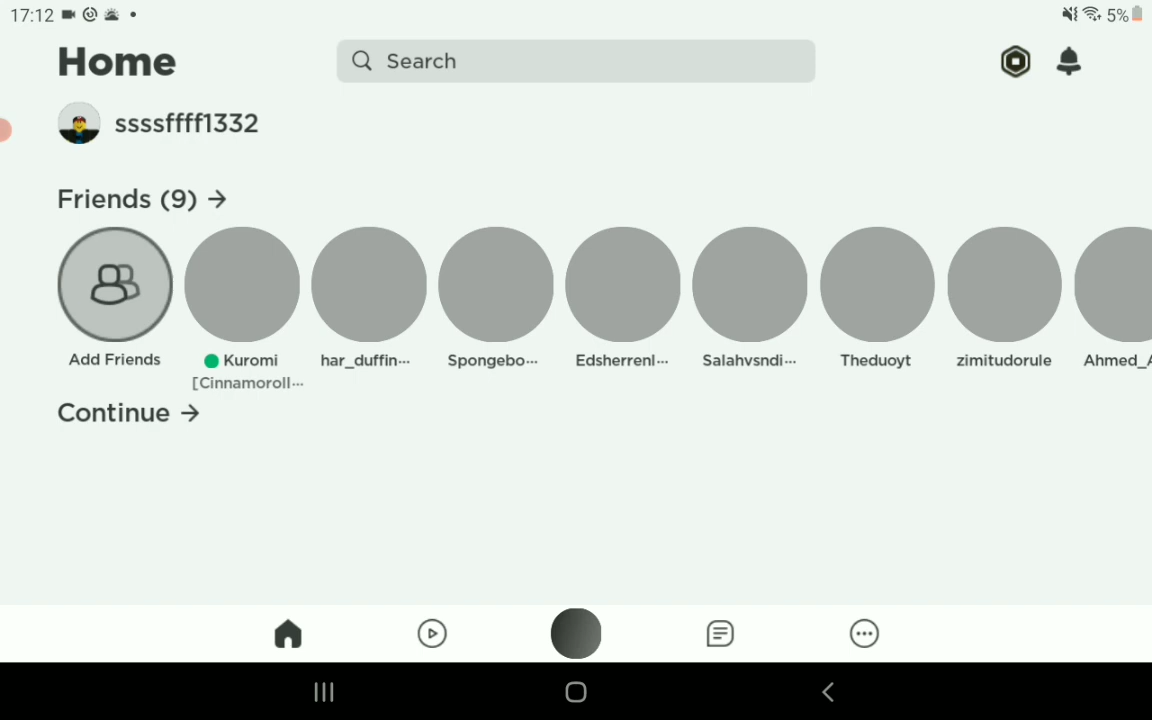 17:12 5%
Home
Search
ssssffff1332
Friends (9) →
Add Friends
Kuromi
har_duffin···
Spongebo···
Edsherrenl···
Salahvsndi···
Theduoyt
zimitudorule
Ahmed_A
[Cinnamoroll···
Continue →